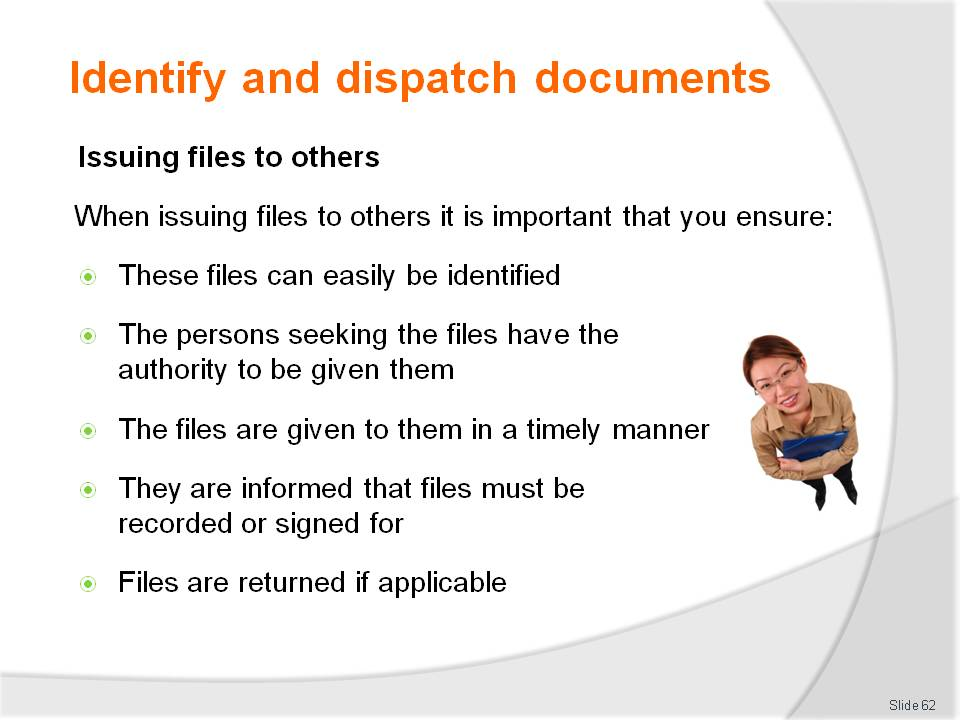 Identify and dispatch documents
Issuing files to others
When issuing files to others it is important that you ensure:
These files can easily be identified
The persons seeking the files have the
authority to be given them
The files are given to them in a timely manner
They are informed that files must be
recorded or signed for
Files are returned if applicable
Slide 62